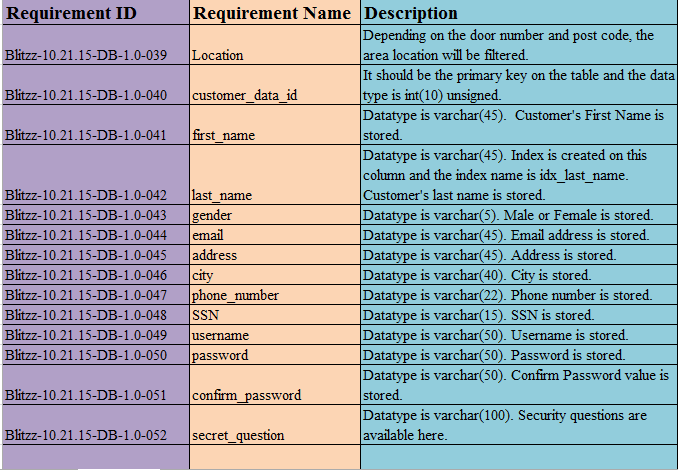 Requirement ID Requirement Name Description
Depending on the door number and post code, the
Blitzz-10.21.15-DB-1.0-039 Location area location will be filtered.
It should be the primary key on the table and the data
Blitzz-10.21.15-DB-1.0-040 customer_data_id type is int(10) unsigned.
Datatype is varchar(45).  Customer's First Name is
Blitzz-10.21.15-DB-1.0-041 first_name stored.
Datatype is varchar(45). Index is created on this
column and the index name is idx_last_name.
Blitzz-10.21.15-DB-1.0-042 last_name Customer's last name is stored.
Blitzz-10.21.15-DB-1.0-043 gender Datatype is varchar(5). Male or Female is stored.
Blitzz-10.21.15-DB-1.0-044 email Datatype is varchar(45). Email address is stored.
Blitzz-10.21.15-DB-1.0-045 address Datatype is varchar(45). Address is stored.
Blitzz-10.21.15-DB-1.0-046 city Datatype is varchar(40). City is stored.
Blitzz-10.21.15-DB-1.0-047 phone_number Datatype is varchar(22). Phone number is stored.
Blitzz-10.21.15-DB-1.0-048 SSN Datatype is varchar(15). SSN is stored.
Blitzz-10.21.15-DB-1.0-049 username Datatype is varchar(50). Username is stored.
Blitzz-10.21.15-DB-1.0-050 password Datatype is varchar(50). Password is stored.
Datatype is varchar(50). Confirm Password value is
Blitzz-10.21.15-DB-1.0-051 confirm_password stored.
Datatype is varchar(100). Security questions are
Blitzz-10.21.15-DB-1.0-052 secret_question available here.